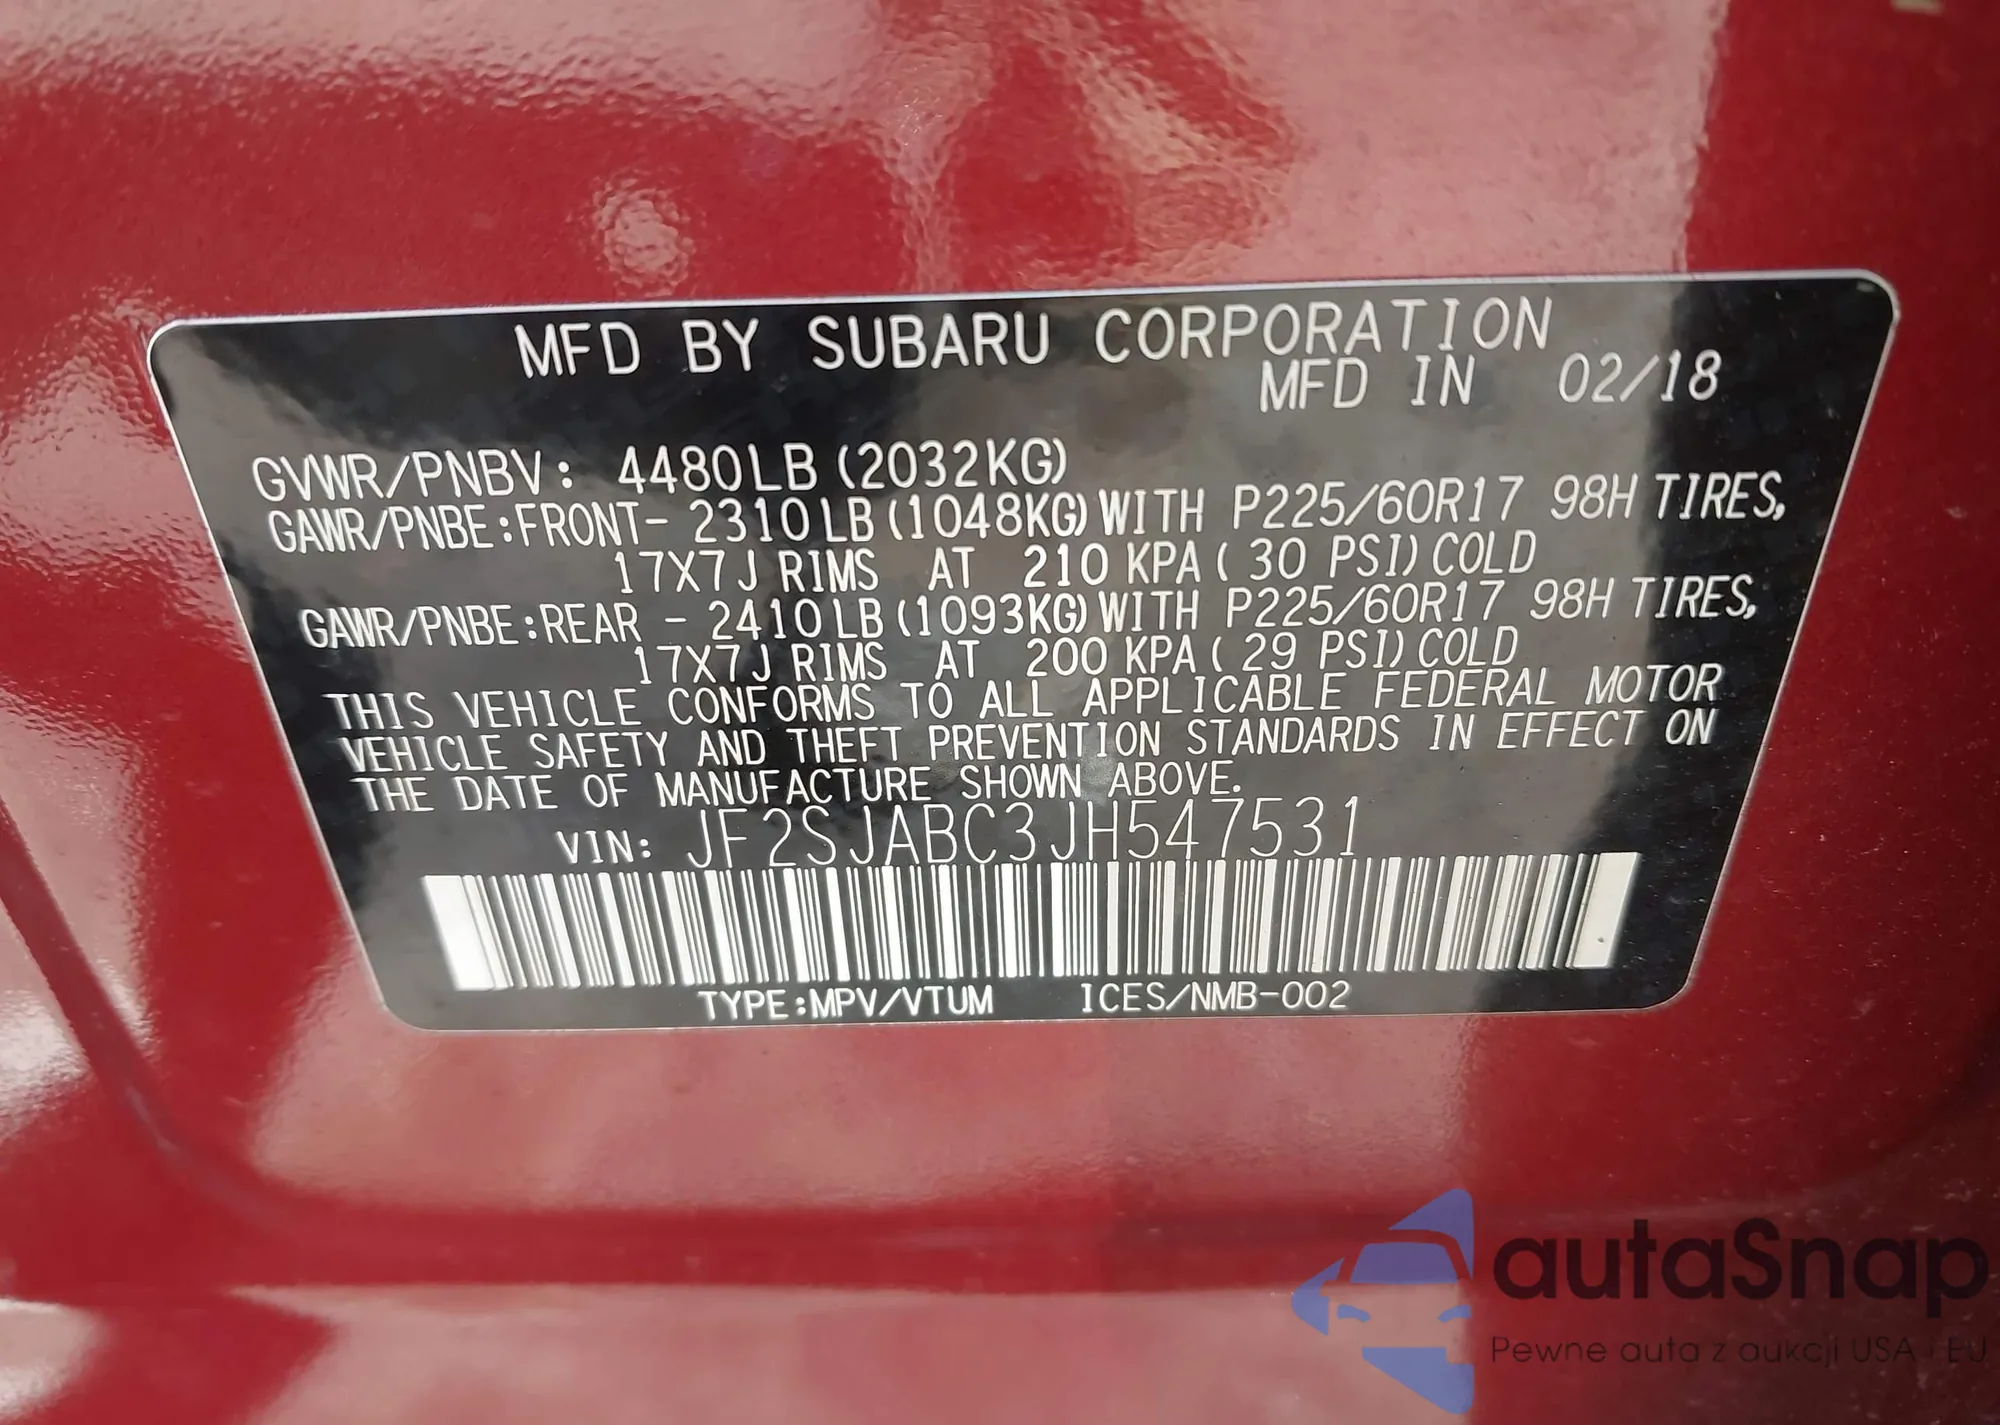 MFD BY SUBARU CORPORATION
MFD IN 02/18
GVWR/PNBV: 4480LB (2032KG)
GAWR/PNBE:FRONT- 2310LB(1048KG)WITH P225/60R17 98H TIRES,
17X7J RIMS AT 210 KPA( 30 PSI)COLD
GAWR/PNBE:REAR - 2410LB(1093KG)WITH P225/60R17 98H TIRES,
17X7J RIMS AT 200 KPA( 29 PSI)COLD
THIS VEHICLE CONFORMS TO ALL APPLICABLE FEDERAL MOTOR
VEHICLE SAFETY AND THEFT PREVENTION STANDARDS IN EFFECT ON
THE DATE OF MANUFACTURE SHOWN ABOVE.
VIN: JF2SJABC3JH547531
TYPE:MPV/VTUM ICES/NMB-002
autaSnap
Pewne auta z aukcji USA i EU